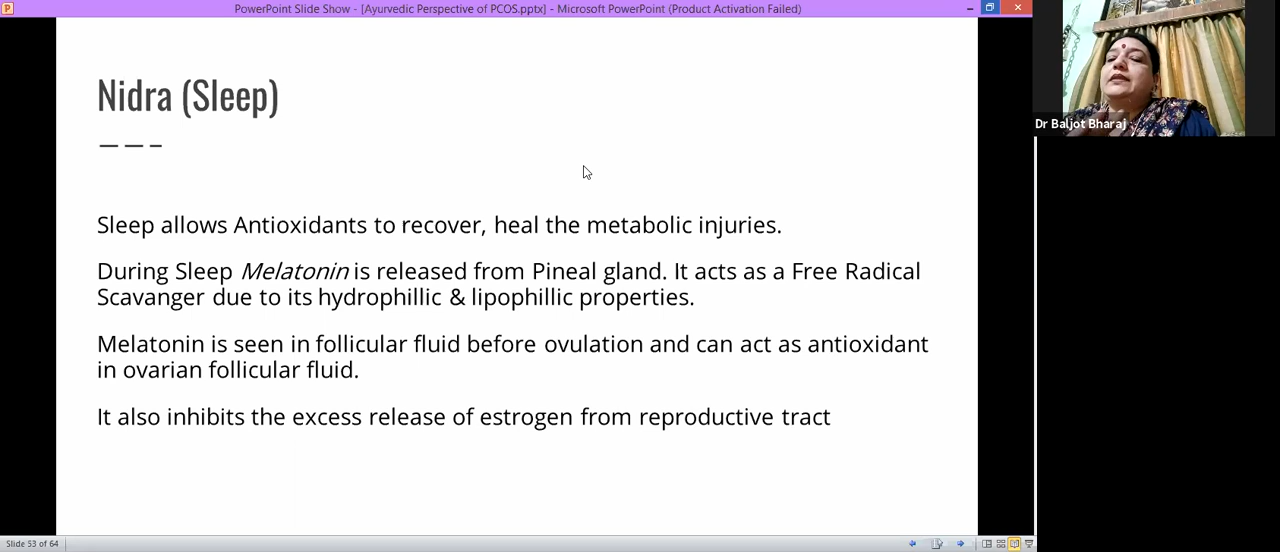 PowerPoint Slide Show - [Ayurvedic Perspective of PCOS.pptx] - Microsoft PowerPoint (Product Activation Failed)
Dr Baljot Bharaj
Nidra (Sleep)
Sleep allows Antioxidants to recover, heal the metabolic injuries.
During Sleep Melatonin is released from Pineal gland. It acts as a Free Radical
Scavanger due to its hydrophillic & lipophillic properties.
Melatonin is seen in follicular fluid before ovulation and can act as antioxidant
in ovarian follicular fluid.
It also inhibits the excess release of estrogen from reproductive tract
Slide 53 of 64